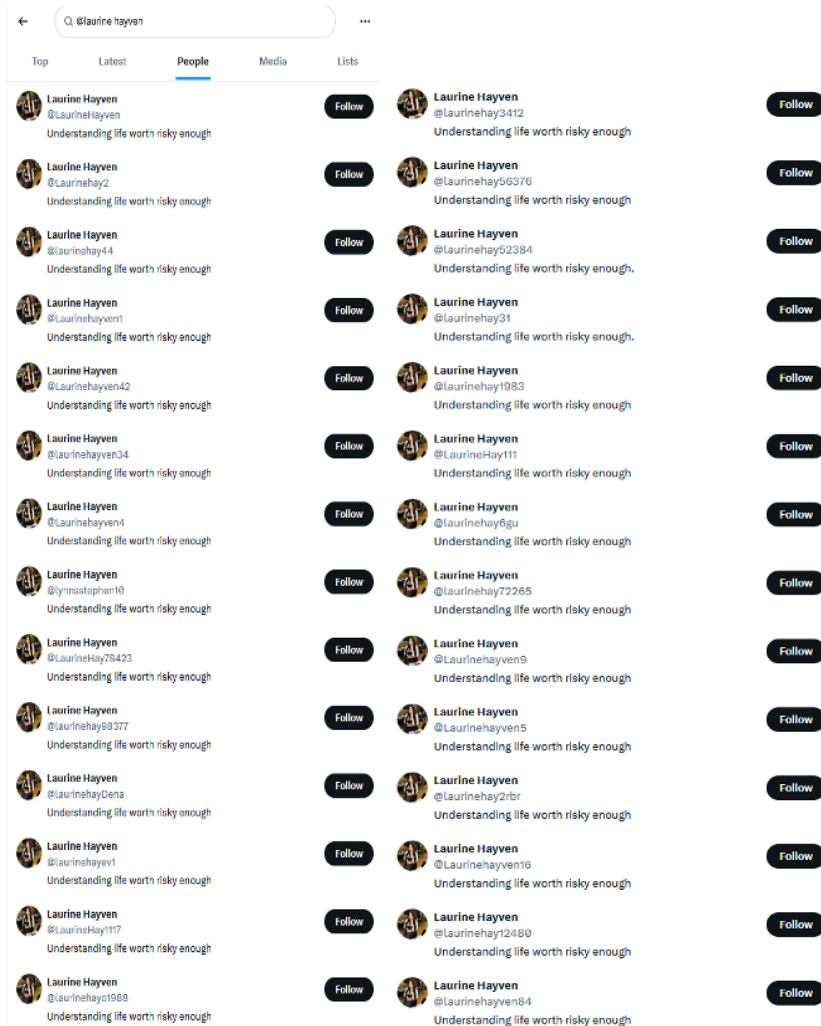 @laurine hayven
Top Latest People Media Lists
Laurine Hayven
@LaurineHayven
Understanding life worth risky enough
Follow
Laurine Hayven
@Laurinehay2
Understanding life worth risky enough
Follow
Laurine Hayven
@laurinehay44
Understanding life worth risky enough
Follow
Laurine Hayven
@Laurinehayven1
Understanding life worth risky enough
Follow
Laurine Hayven
@Laurinehayven42
Understanding life worth risky enough
Follow
Laurine Hayven
@laurinehayven34
Understanding life worth risky enough
Follow
Laurine Hayven
@Laurinehayven4
Understanding life worth risky enough
Follow
Laurine Hayven
@lynnsstephen10
Understanding life worth risky enough
Follow
Laurine Hayven
@LaurineHay78423
Understanding life worth risky enough
Follow
Laurine Hayven
@laurinehay98377
Understanding life worth risky enough
Follow
Laurine Hayven
@laurinehayDena
Understanding life worth risky enough
Follow
Laurine Hayven
@laurinehayev1
Understanding life worth risky enough
Follow
Laurine Hayven
@LaurineHay1117
Understanding life worth risky enough
Follow
Laurine Hayven
Understanding life worth risky enough
Follow
Laurine Hayven
@laurinehay3412
Understanding life worth risky enough
Follow
Laurine Hayven
@laurinehay56376
Understanding life worth risky enough
Follow
Laurine Hayven
@laurinehay52384
Understanding life worth risky enough.
Follow
Laurine Hayven
@laurinehay31
Understanding life worth risky enough.
Follow
Laurine Hayven
@laurinehay1983
Understanding life worth risky enough
Follow
Laurine Hayven
@LaurineHay111
Understanding life worth risky enough
Follow
Laurine Hayven
@laurinehay6gu
Understanding life worth risky enough
Follow
Laurine Hayven
@laurinehay72265
Understanding life worth risky enough
Follow
Laurine Hayven
@Laurinehayven9
Understanding life worth risky enough
Follow
Laurine Hayven
@Laurinehayven5
Understanding life worth risky enough
Follow
Laurine Hayven
@laurinehay2rbr
Understanding life worth risky enough
Follow
Laurine Hayven
@Laurinehayven16
Understanding life worth risky enough
Follow
Laurine Hayven
@laurinehay12480
Understanding life worth risky enough
Follow
Laurine Hayven
@laurinehayven84
Understanding life worth risky enough
Follow